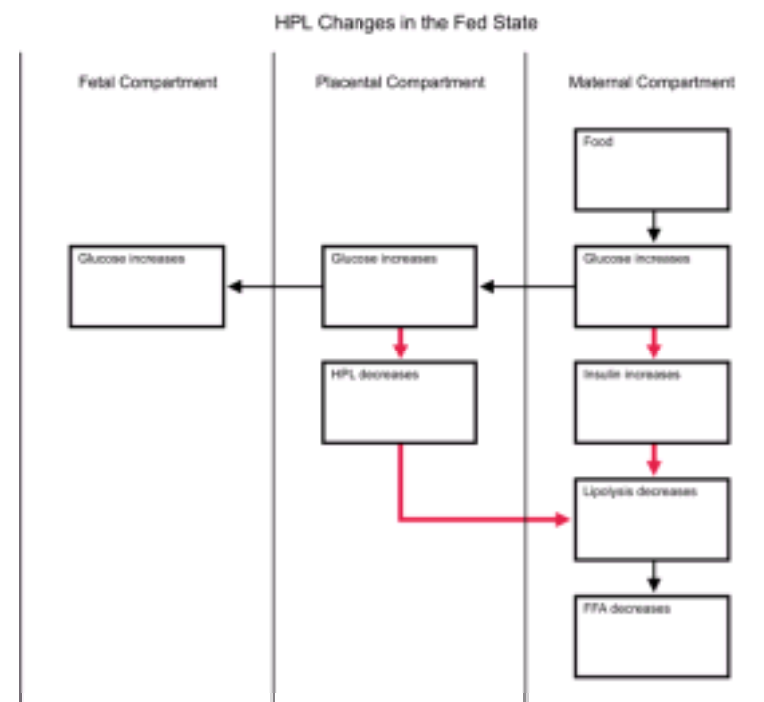 HPL Changes in the Fed State
Fetal Compartment
Placental Compartment
Maternal Compartment
Food
Glucose increases
Glucose increases
Glucose increases
HPL decreases
Insulin increases
Lipolysis decreases
FFA decreases